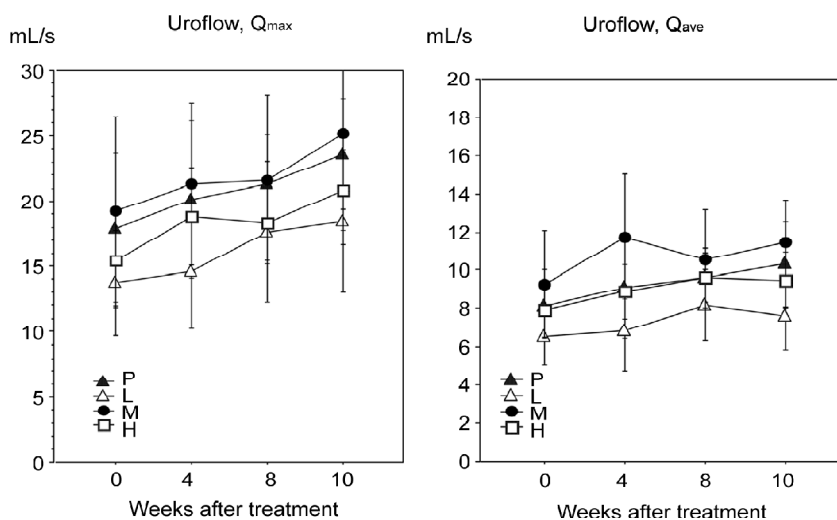 Uroflow, Qmax
mL/s
30
25
20
15
10
5
0
P
L
M
H
0 4 8 10
Weeks after treatment
Uroflow, Qave
mL/s
20
18
16
14
12
10
8
6
4
2
0
P
L
M
H
0 4 8 10
Weeks after treatment